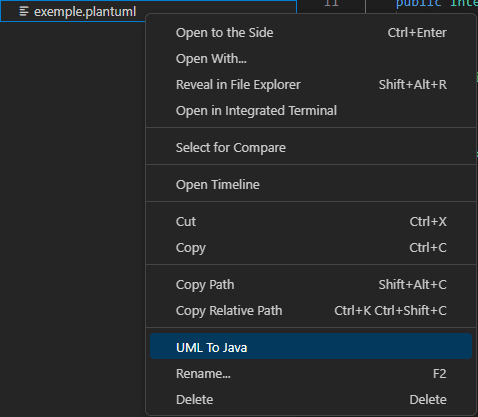 exemple.plantuml
11 public inte
Open to the Side Ctrl+Enter
Open With...
Reveal in File Explorer Shift+Alt+R
Open in Integrated Terminal
Select for Compare
Open Timeline
Cut Ctrl+X
Copy Ctrl+C
Copy Path Shift+Alt+C
Copy Relative Path Ctrl+K Ctrl+Shift+C
UML To Java
Rename... F2
Delete Delete